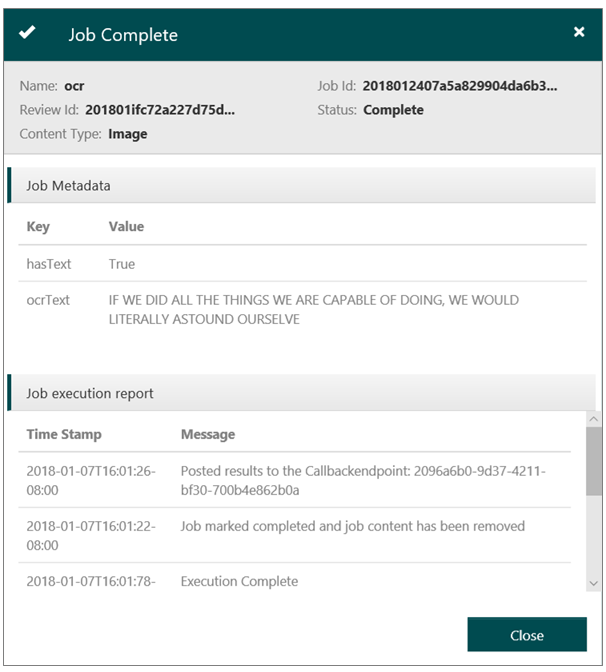 Job Complete
Name: ocr
Job Id: 2018012407a5a829904da6b3...
Review Id: 201801ifc72a227d75d...
Status: Complete
Content Type: Image
Job Metadata
Key Value
hasText True
ocrText IF WE DID ALL THE THINGS WE ARE CAPABLE OF DOING, WE WOULD
LITERALLY ASTOUND OURSELVE
Job execution report
Time Stamp Message
2018-01-07T16:01:26- Posted results to the Callbackendpoint: 2096a6b0-9d37-4211-
08:00 bf30-700b4e862b0a
2018-01-07T16:01:22- Job marked completed and job content has been removed
08:00
2018-01-07T16:01:78- Execution Complete
Close